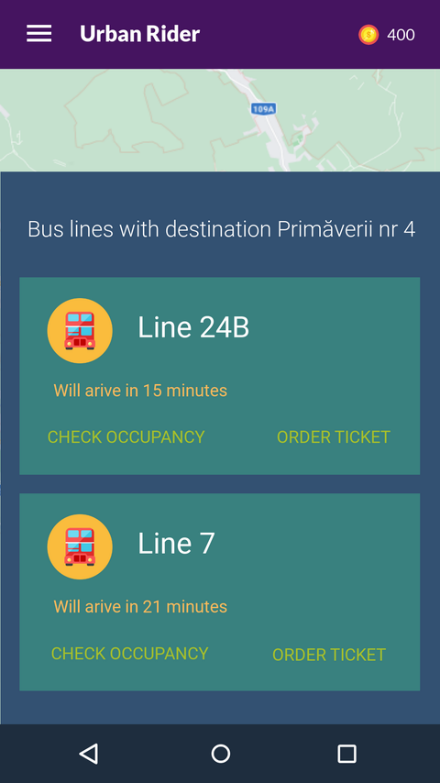 Urban Rider
400
109A
Bus lines with destination Primăverii nr 4
Line 24B
Will arive in 15 minutes
CHECK OCCUPANCY ORDER TICKET
Line 7
Will arive in 21 minutes
CHECK OCCUPANCY ORDER TICKET